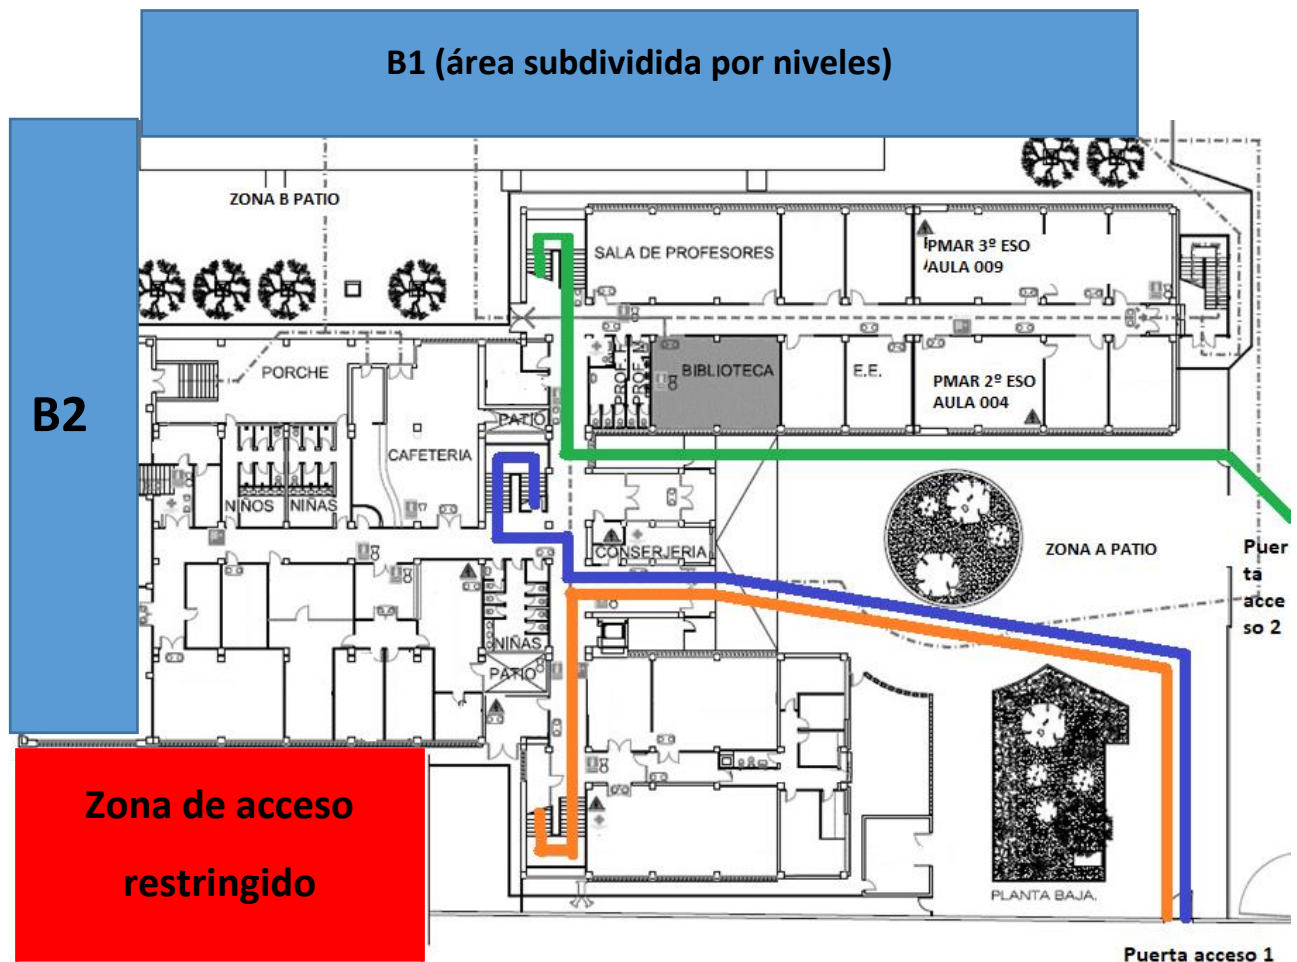 B1 (área subdividida por niveles)
B2
ZONA B PATIO
SALA DE PROFESORES
PMAR 3º ESO
AULA 009
PORCHE
PROF. F.
PROF. M.
BIBLIOTECA
E.E.
PMAR 2º ESO
AULA 004
PATIO
CAFETERIA
NIÑOS
NIÑAS
CONSERJERIA
ZONA A PATIO
Puer
ta
acce
so 2
NIÑAS
PATIO
Zona de acceso
restringido
PLANTA BAJA.
Puerta acceso 1